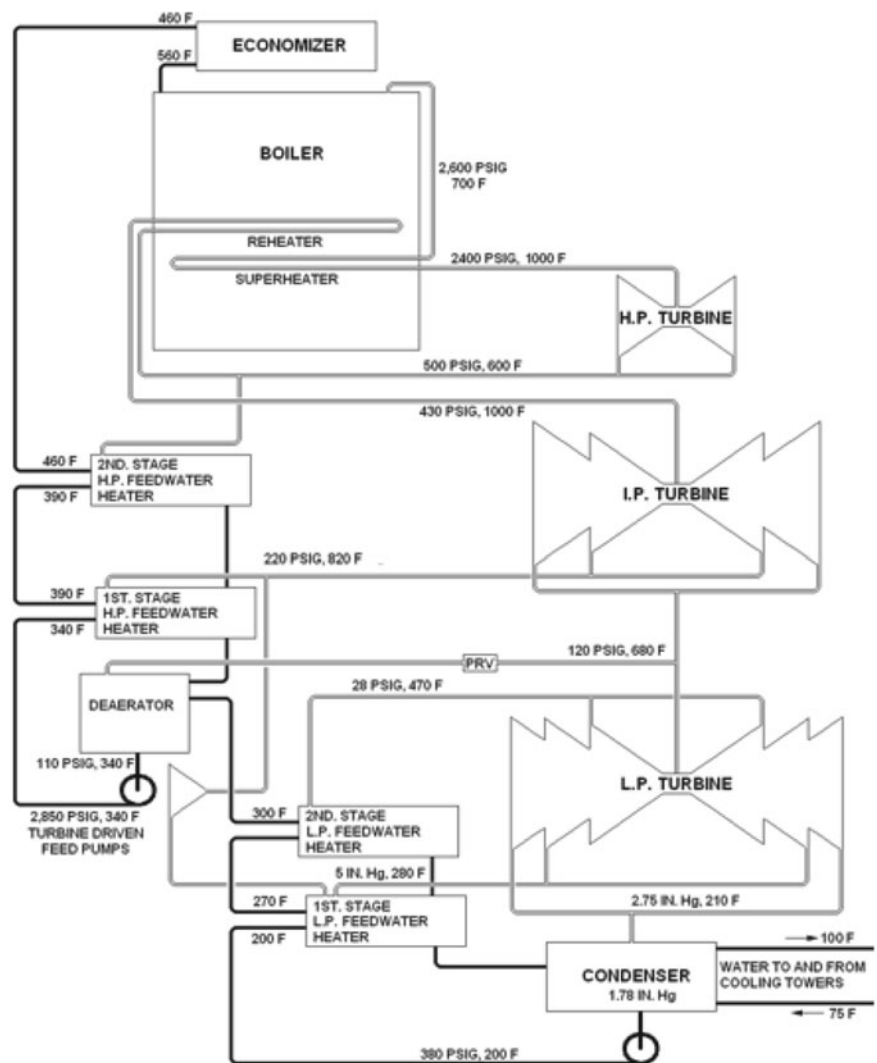 460 F
ECONOMIZER
560 F
BOILER
2,600 PSIG
700 F
REHEATER
2400 PSIG, 1000 F
SUPERHEATER
H.P. TURBINE
500 PSIG, 600 F
430 PSIG, 1000 F
460 F
2ND. STAGE
H.P. FEEDWATER
HEATER
390 F
I.P. TURBINE
220 PSIG, 820 F
390 F
1ST. STAGE
H.P. FEEDWATER
HEATER
340 F
120 PSIG, 680 F
PRV
28 PSIG, 470 F
DEAERATOR
110 PSIG, 340 F
L.P. TURBINE
2,850 PSIG, 340 F
TURBINE DRIVEN
FEED PUMPS
300 F
2ND. STAGE
L.P. FEEDWATER
HEATER
5 IN. Hg, 280 F
270 F
1ST. STAGE
L.P. FEEDWATER
HEATER
200 F
2.75 IN. Hg, 210 F
100 F
CONDENSER
1.78 IN. Hg
WATER TO AND FROM
COOLING TOWERS
75 F
380 PSIG, 200 F